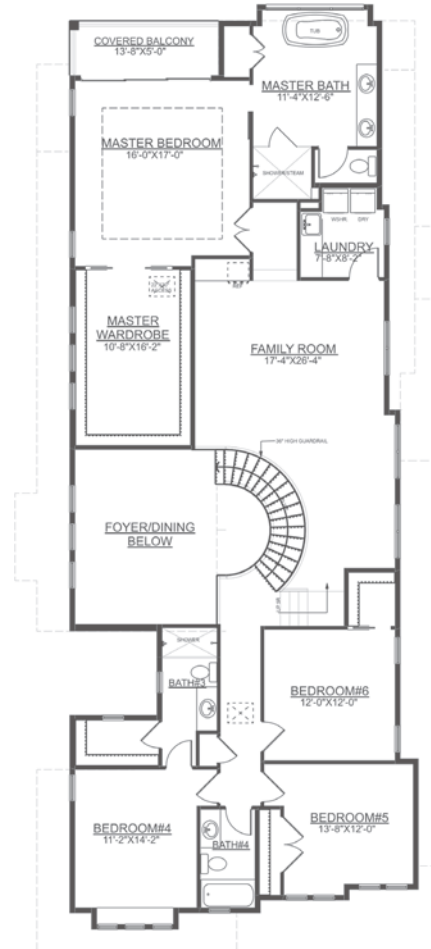 COVERED BALCONY
13'-8"X5'-0"
TUB
MASTER BATH
11'-4"X12'-6"
MASTER BEDROOM
16'-0"X17'-0"
SHOWER/STEAM
WSHR
DRY
LAUNDRY
7'-8"X8'-2"
MASTER
WARDROBE
10'-8"X16'-2"
FAMILY ROOM
17'-4"X26'-4"
36" HIGH GUARDRAIL
FOYER/DINING
BELOW
SHOWER
BATH#3
BEDROOM#6
12'-0"X12'-0"
BEDROOM#4
11'-2"X14'-2"
BATH#4
BEDROOM#5
13'-8"X12'-0"